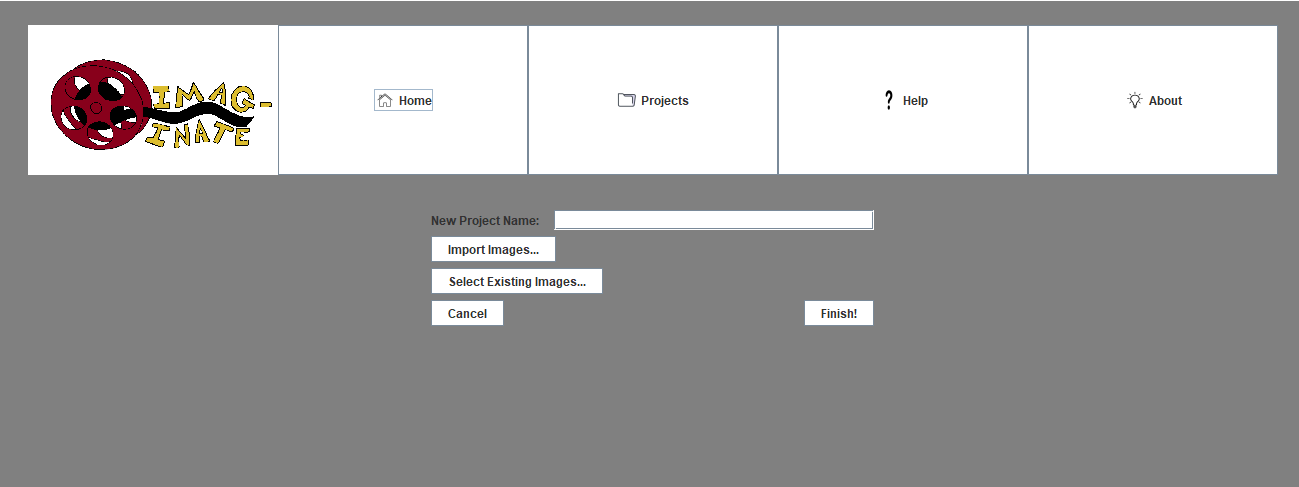 IMAG-
INATE
Home
Projects
Help
About
New Project Name:
Import Images...
Select Existing Images...
Cancel
Finish!